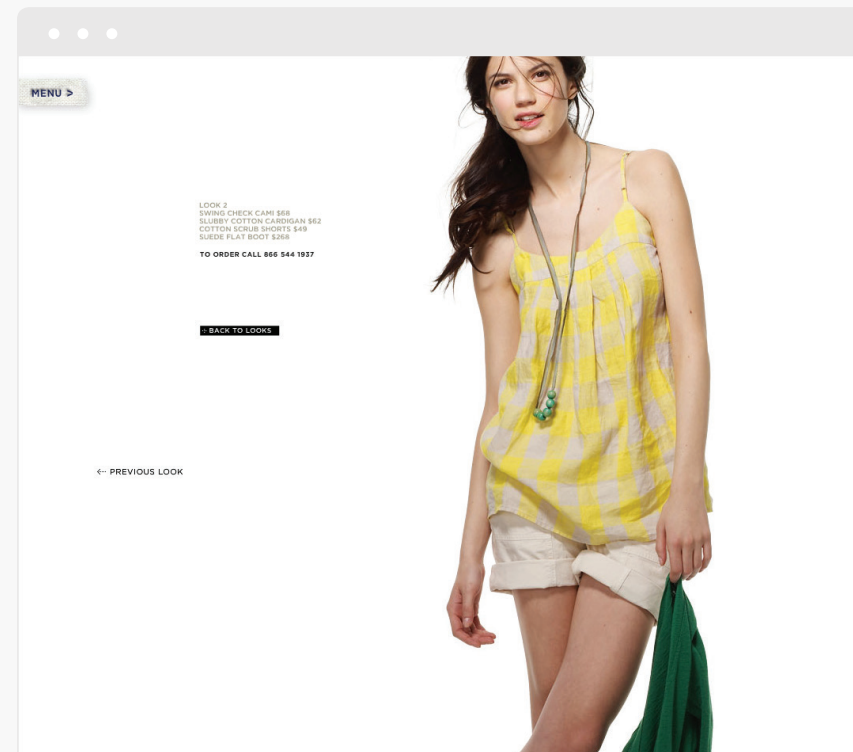 MENU >
LOOK 2
SWING CHECK CAMI $68
SLUBBY COTTON CARDIGAN $62
COTTON SCRUB SHORTS $49
SUEDE FLAT BOOT $268
TO ORDER CALL 866 544 1937
BACK TO LOOKS
PREVIOUS LOOK